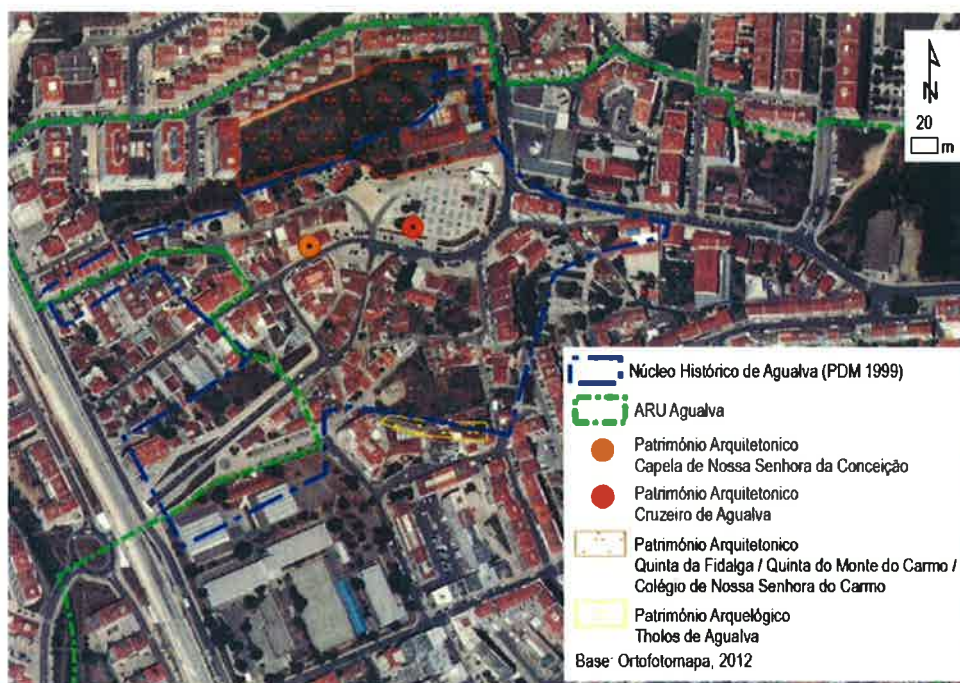 N
20
m
Núcleo Histórico de Agualva (PDM 1999)
ARU Agualva
Património Arquitetonico
Capela de Nossa Senhora da Conceição
Património Arquitetonico
Cruzeiro de Agualva
Património Arquitetonico
Quinta da Fidalga / Quinta do Monte do Carmo /
Colégio de Nossa Senhora do Carmo
Património Arquelógico
Tholos de Agualva
Base: Ortofotomapa, 2012